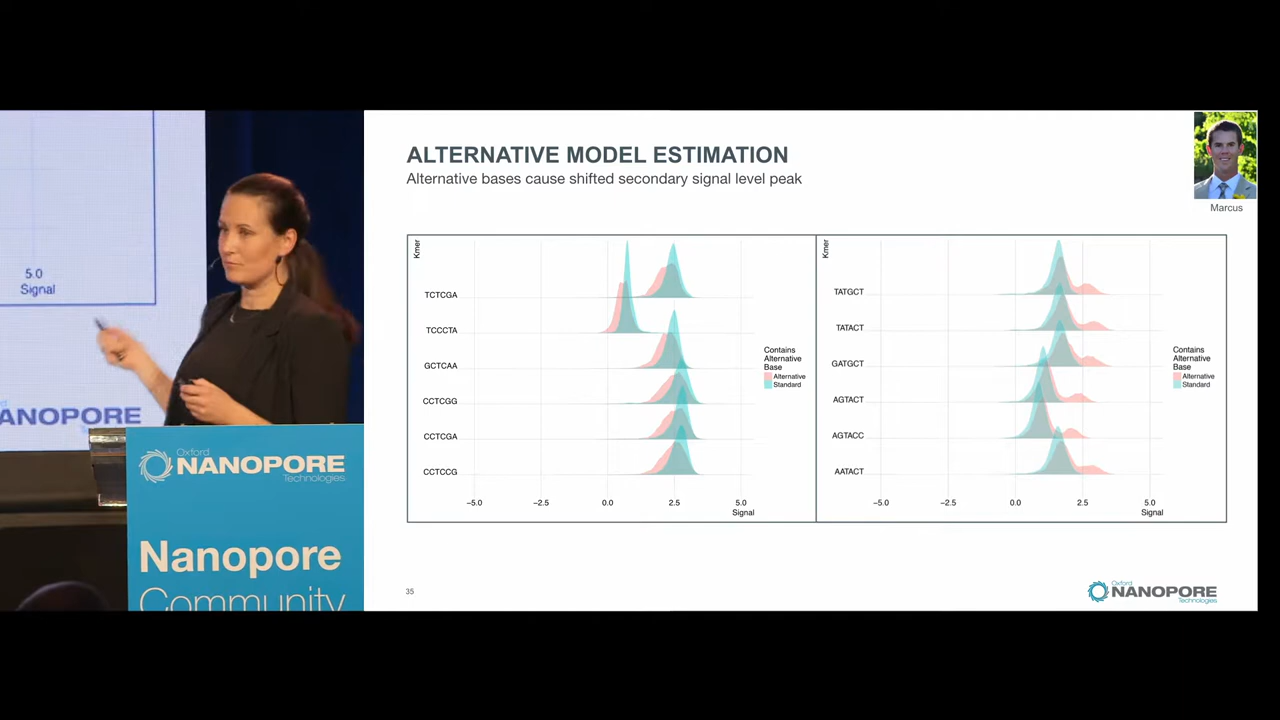 5.0
Signal
ANOPORE
Oxford
NANOPORE
Technologies
Nanopore
Community
ALTERNATIVE MODEL ESTIMATION
Alternative bases cause shifted secondary signal level peak
Marcus
Kmer
TCTCGA
TCCCTA
GCTCAA
CCTCGG
CCTCGA
CCTCCG
-5.0
-2.5
0.0
2.5
5.0
Signal
Contains
Alternative
Base
Alternative
Standard
Kmer
TATGCT
TATACT
GATGCT
AGTACT
AGTACC
AATACT
-5.0
-2.5
0.0
2.5
5.0
Signal
Contains
Alternative
Base
Alternative
Standard
35
Oxford
NANOPORE
Technologies